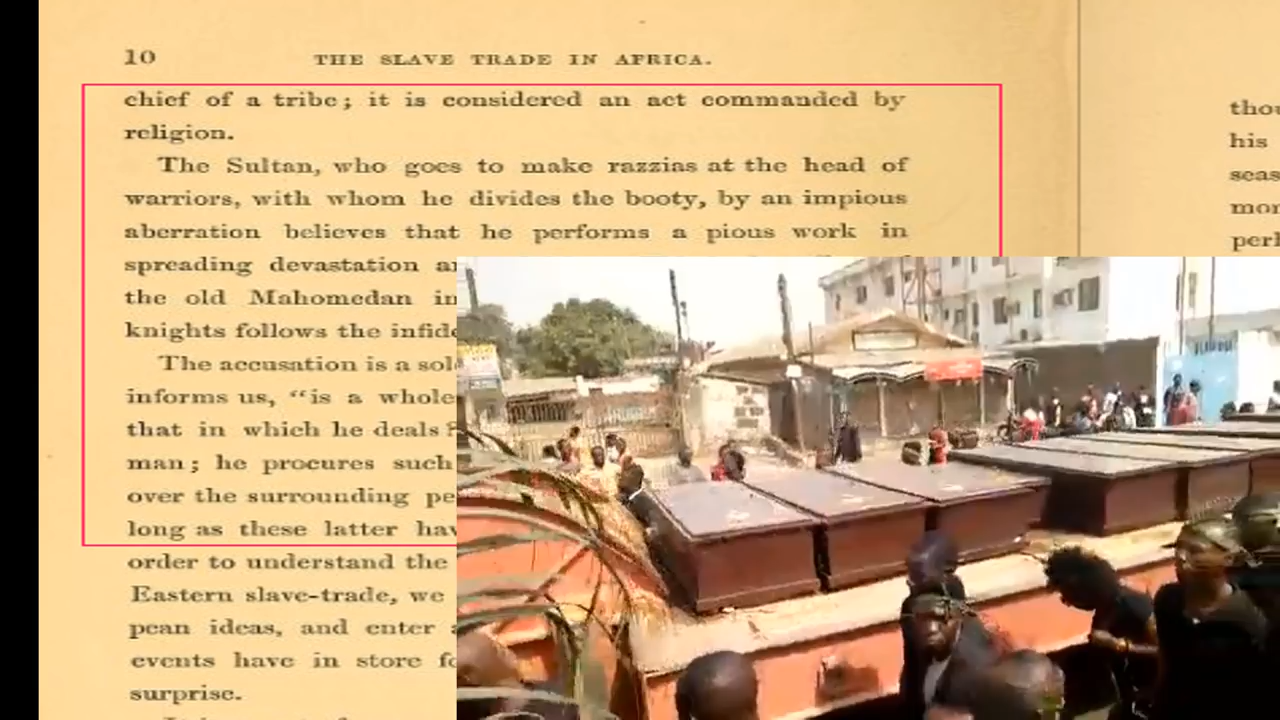 10 THE SLAVE TRADE IN AFRICA.
chief of a tribe; it is considered an act commanded by
religion.
The Sultan, who goes to make razzias at the head of
warriors, with whom he divides the booty, by an impious
aberration believes that he performs a pious work in
spreading devastation
the old Mahomedan
knights follows the
The accusation is a
informs us, “is a whole
that in which he deals
man; he procures such
over the surrounding
long as these latter
order to understand the
Eastern slave-trade, we
pean ideas, and enter
events have in store
surprise.
his